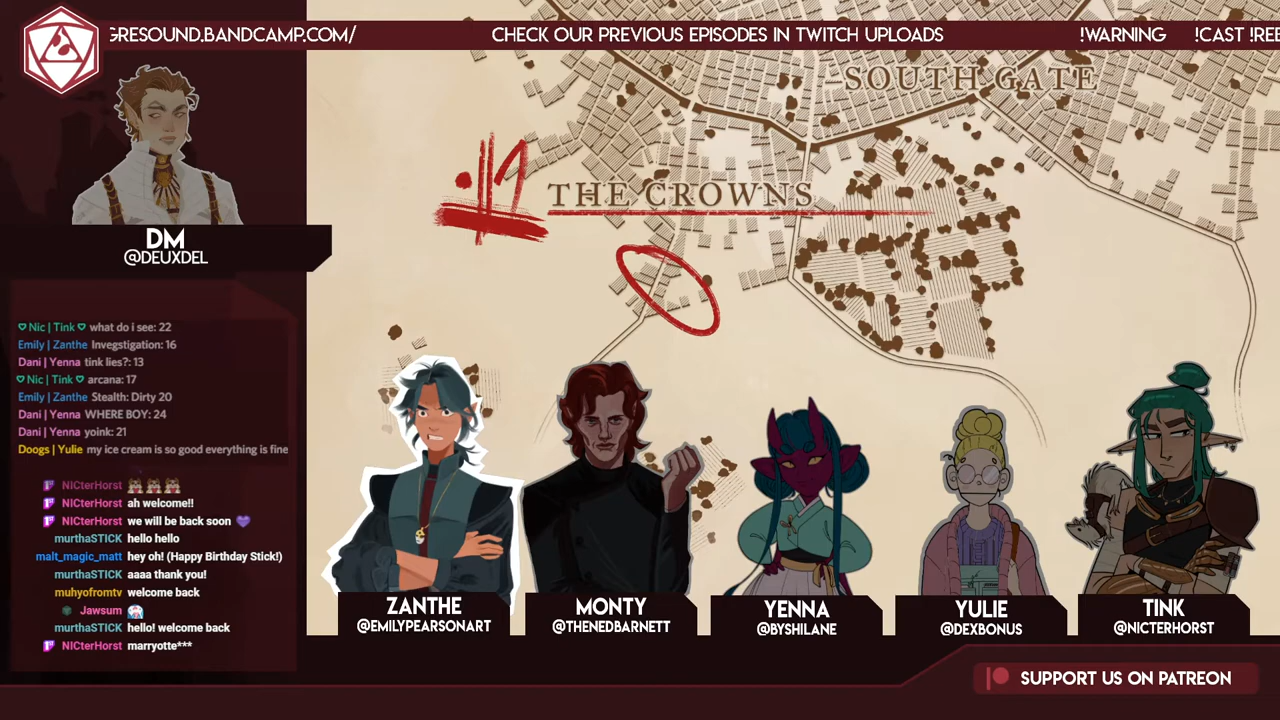 GRESOUND.BANDCAMP.COM/
CHECK OUR PREVIOUS EPISODES IN TWITCH UPLOADS
!WARNING
!CAST !REE
SOUTH GATE
THE CROWNS
DM
@DEUXDEL
Nic | Tink what do i see: 22
Emily | Zanthe Invegstigation: 16
Dani | Yenna tink lies?: 13
Nic | Tink arcana: 17
Emily | Zanthe Stealth: Dirty 20
Dani | Yenna WHERE BOY: 24
Dani | Yenna yoink: 21
Doogs | Yulie my ice cream is so good everything is fine
NICterHorst
NICterHorst ah welcome!!
NICterHorst we will be back soon
murthaSTICK hello hello
malt_magic_matt hey oh! (Happy Birthday Stick!)
murthaSTICK aaaa thank you!
muhyofromtv welcome back
Jawsum
murthaSTICK hello! welcome back
NICterHorst marryotte***
ZANTHE
@EMILYPEARSONART
MONTY
@THENEDBARNETT
YENNA
@BYSHILANE
YULIE
@DEXBONUS
TINK
@NICTERHORST
SUPPORT US ON PATREON